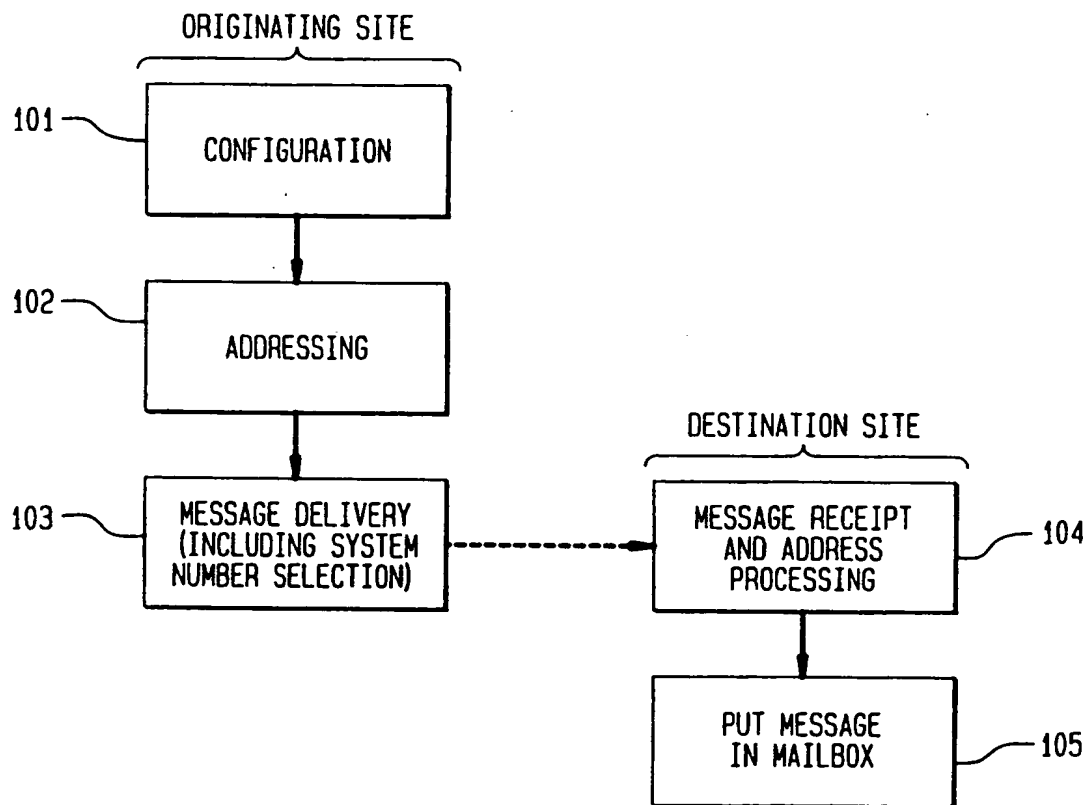 ORIGINATING SITE
101
CONFIGURATION
102
ADDRESSING
103
MESSAGE DELIVERY
(INCLUDING SYSTEM
NUMBER SELECTION)
DESTINATION SITE
MESSAGE RECEIPT
AND ADDRESS
PROCESSING
104
PUT MESSAGE
IN MAILBOX
105